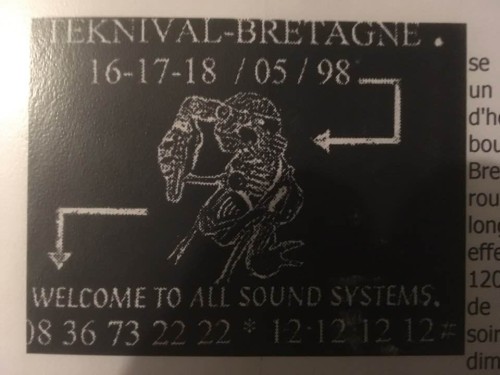 TEKNIVAL-BRETAGNE .
16-17-18 / 05 / 98
WELCOME TO ALL SOUND SYSTEMS.
08 36 73 22 22 * 12 12 12 12#
se
un
d'he
bou
Bre
rou
long
effe
120
de
soir
dim